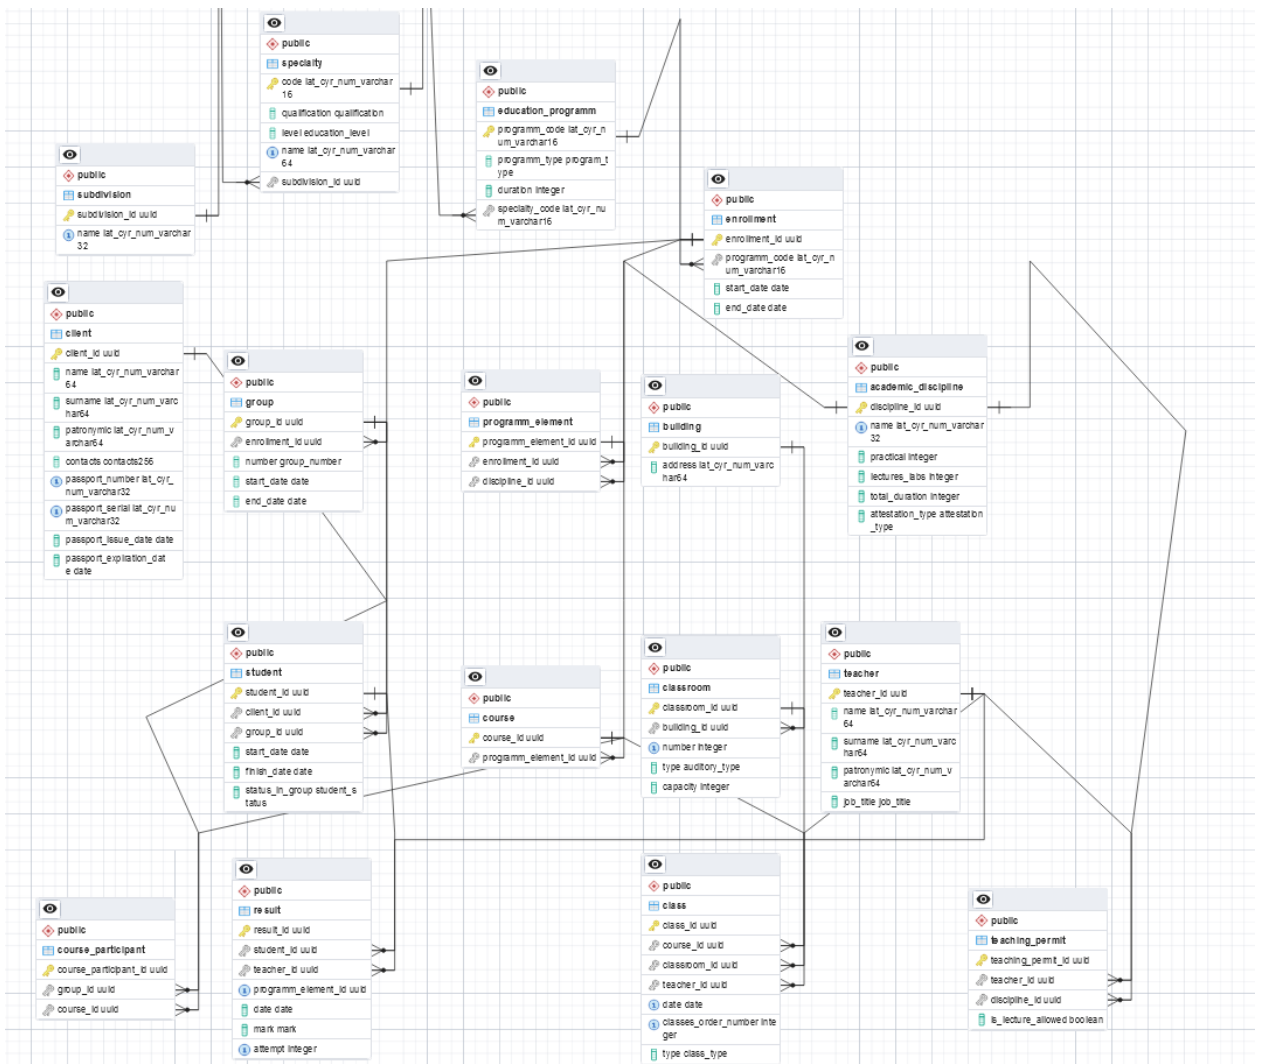 public
specialty
code lat_cyr_num_varchar
16
qualification qualification
level education_level
name lat_cyr_num_varchar
64
subdivision_id uuid
public
education_programm
programm_code lat_cyr_n
um_varchar16
programm_type program_t
ype
duration integer
specialty_code lat_cyr_nu
m_varchar16
public
subdivision
subdivision_id uuid
name lat_cyr_num_varchar
32
public
enrollment
enrollment_id uuid
programm_code lat_cyr_n
um_varchar16
start_date date
end_date date
public
client
client_id uuid
name lat_cyr_num_varchar
64
surname lat_cyr_num_varc
har64
patronymic lat_cyr_num_v
archar64
contacts contacts256
passport_number lat_cyr_
num_varchar32
passport_serial lat_cyr_nu
m_varchar32
passport_issue_date date
passport_expiration_dat
e date
public
group
group_id uuid
enrollment_id uuid
number group_number
start_date date
end_date date
public
programm_element
programm_element_id uuid
enrollment_id uuid
discipline_id uuid
public
building
building_id uuid
address lat_cyr_num_varc
har64
public
academic_discipline
discipline_id uuid
name lat_cyr_num_varchar
32
practical integer
lectures_labs integer
total_duration integer
attestation_type attestation
_type
public
student
student_id uuid
client_id uuid
group_id uuid
start_date date
finish_date date
status_in_group student_s
tatus
public
course
course_id uuid
programm_element_id uuid
public
classroom
classroom_id uuid
building_id uuid
number integer
type auditory_type
capacity integer
public
teacher
teacher_id uuid
name lat_cyr_num_varchar
64
surname lat_cyr_num_varc
har64
patronymic lat_cyr_num_v
archar64
job_title job_title
public
course_participant
course_participant_id uuid
group_id uuid
course_id uuid
public
result
result_id uuid
student_id uuid
teacher_id uuid
programm_element_id uuid
date date
mark mark
attempt integer
public
class
class_id uuid
course_id uuid
classroom_id uuid
teacher_id uuid
date date
classes_order_number inte
ger
type class_type
public
teaching_permit
teaching_permit_id uuid
teacher_id uuid
discipline_id uuid
is_lecture_allowed boolean